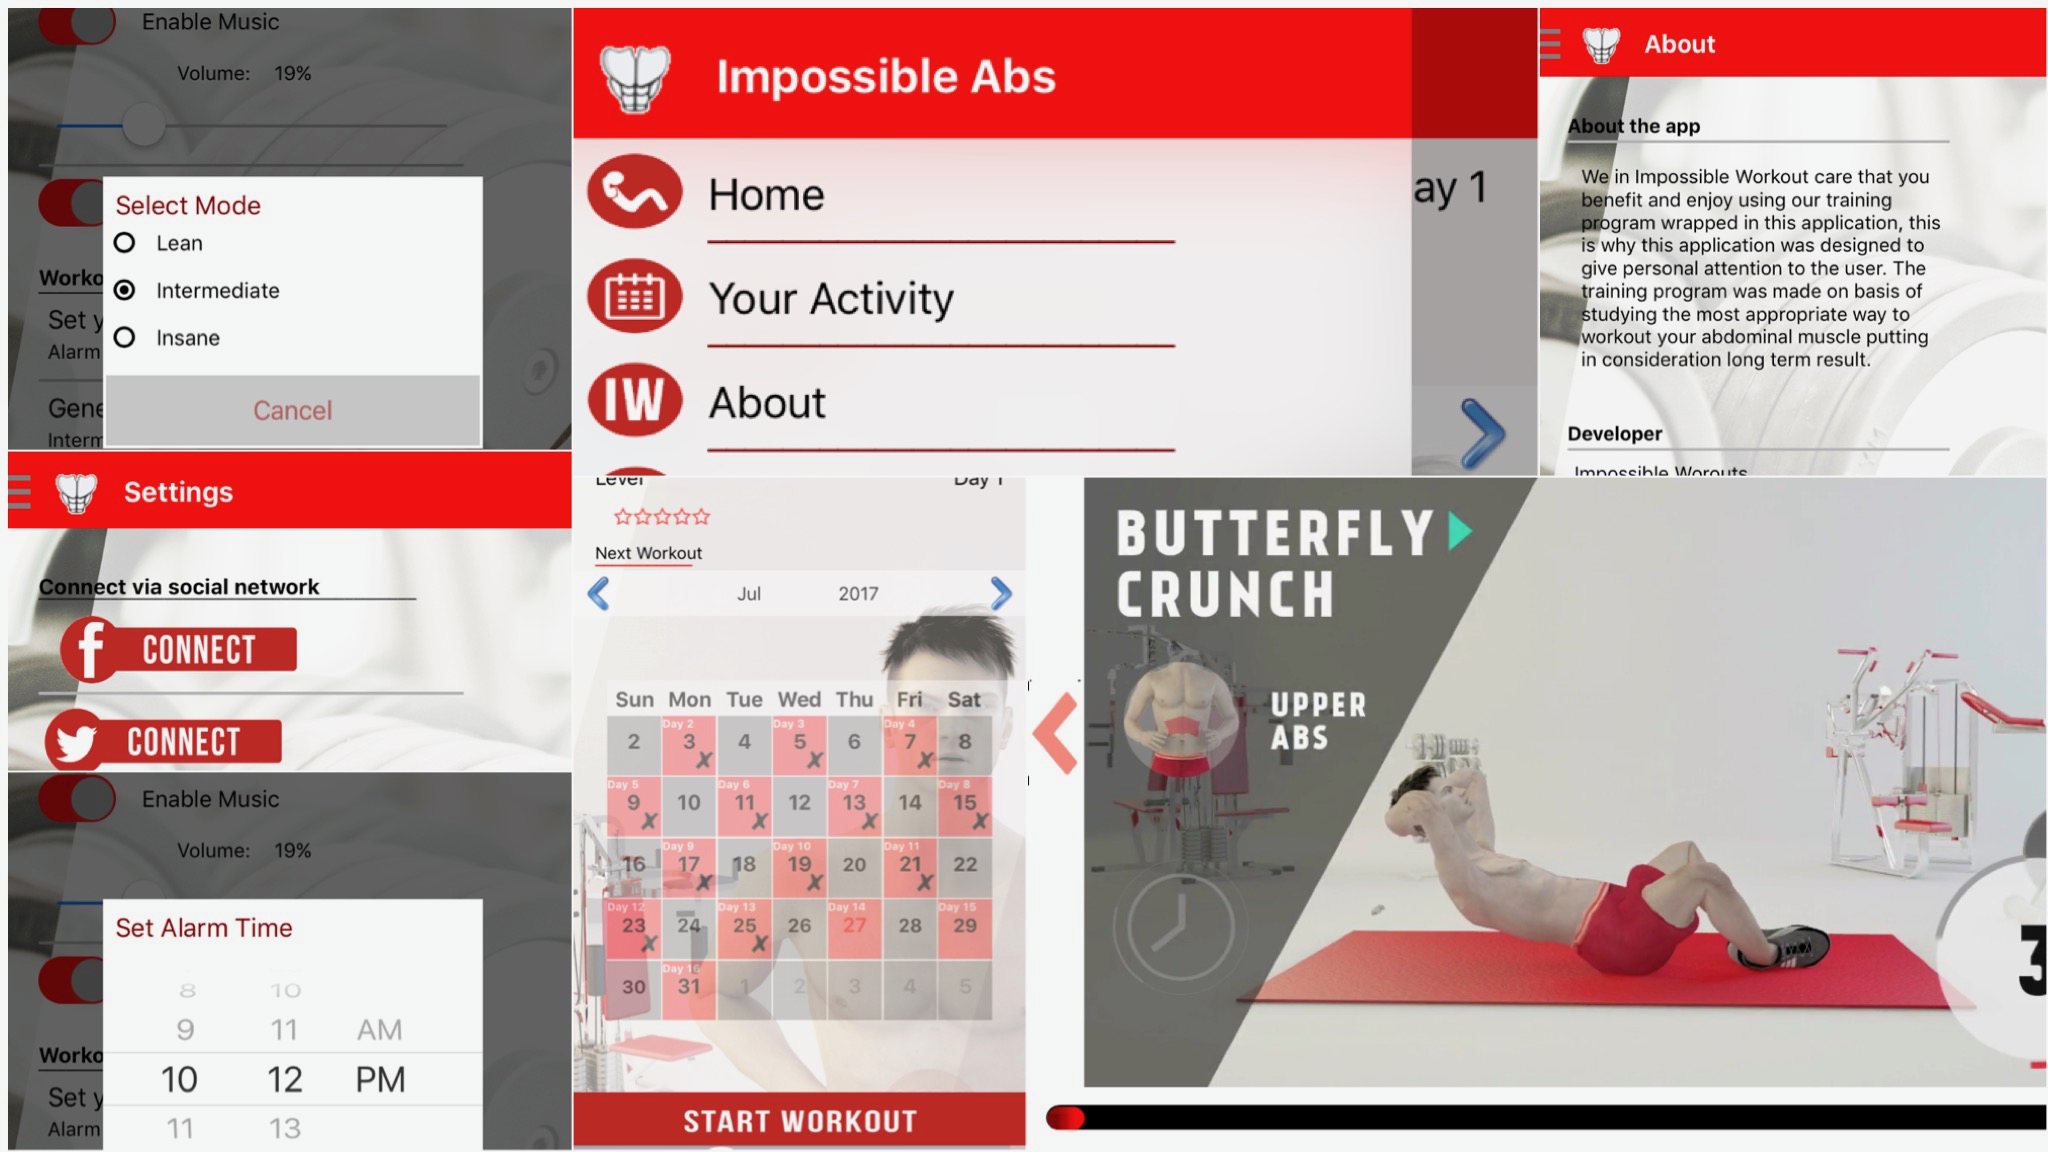 Enable Music
Volume: 19%
Select Mode
Lean
Intermediate
Insane
Cancel
Alarm
Impossible Abs
Home
Your Activity
IW About
ay 1
About
About the app
We in Impossible Workout care that you
benefit and enjoy using our training
program wrapped in this application, this
is why this application was designed to
give personal attention to the user. The
training program was made on basis of
studying the most appropriate way to
workout your abdominal muscle putting
in consideration long term result.
Developer
Impossible Worouts
Settings
Connect via social network
f CONNECT
CONNECT
Enable Music
Volume: 19%
Set Alarm Time
8 10
9 11 AM
10 12 PM
11 13
Worko
Set y
Alarm
Level Day 1
Next Workout
Jul 2017
Sun Mon Tue Wed Thu Fri Sat
Day 2 Day 3 Day 4
2 3 4 5 6 7 8
Day 5 Day 6 Day 7 Day 8
9 10 11 12 13 14 15
Day 9 Day 10 Day 11
16 17 18 19 20 21 22
Day 12 Day 13 Day 14 Day 15
23 24 25 26 27 28 29
Day 16
30 31 1 2 3 4 5
START WORKOUT
BUTTERFLY
CRUNCH
UPPER
ABS
3